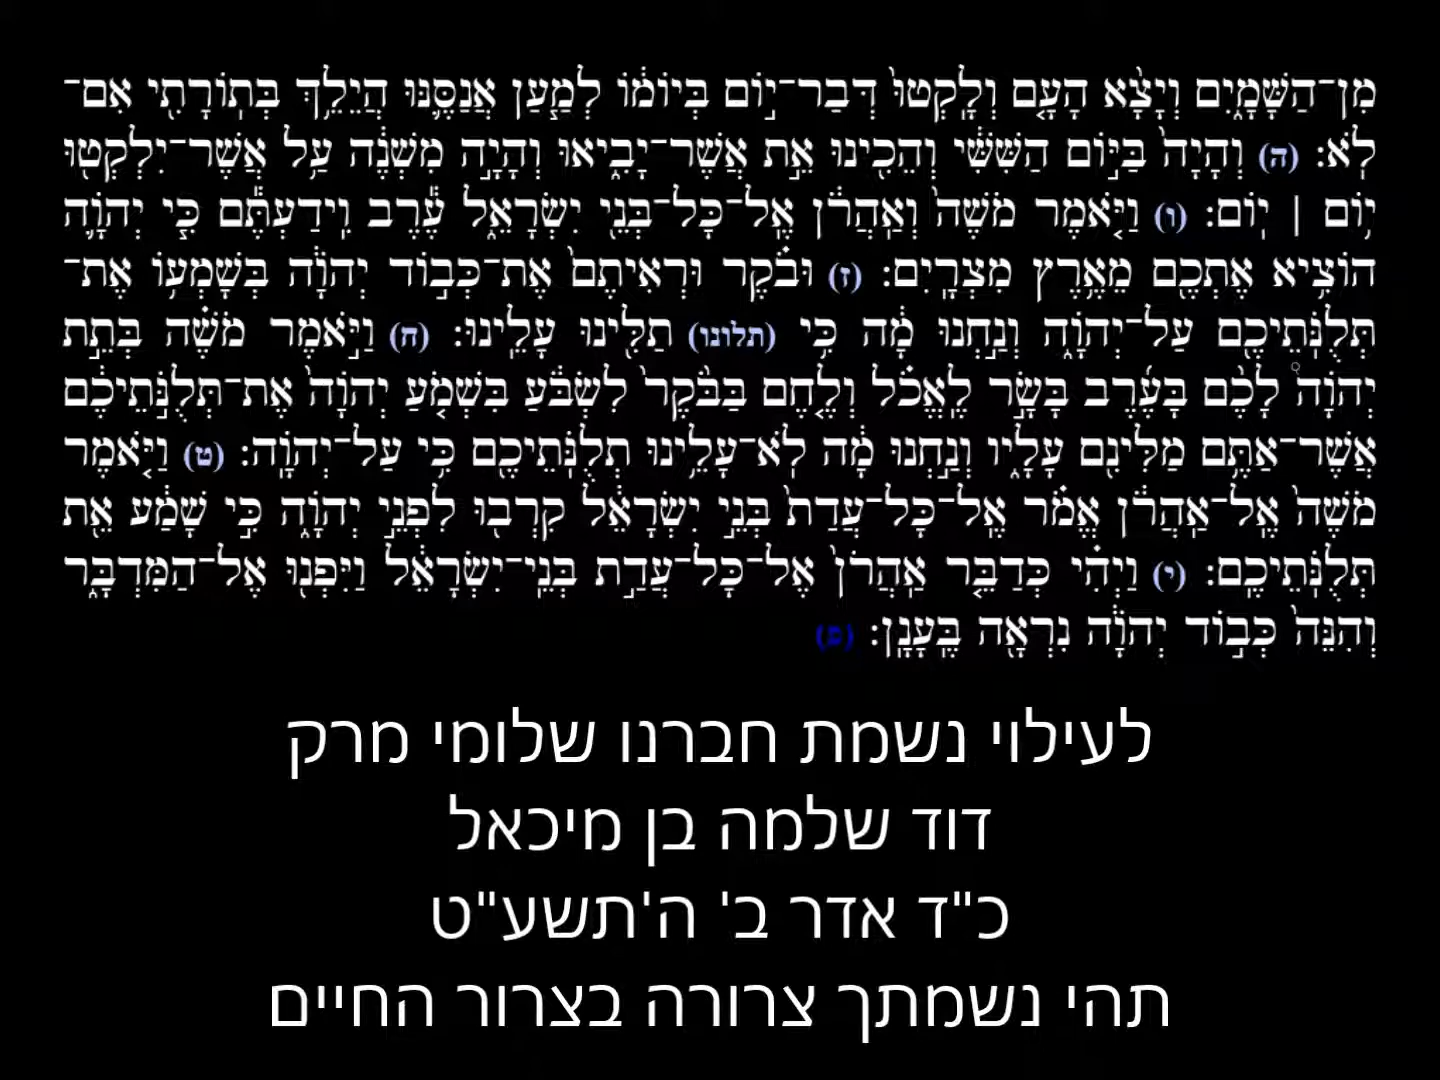 מִן־הַשָּׁמָ֑יִם וְיָצָ֨א הָעָ֤ם וְלָֽקְטוּ֙ דְּבַר־י֣וֹם בְּיוֹמ֔וֹ לְמַ֧עַן אֲנַסֶּ֛נּוּ הֲיֵלֵ֥ךְ בְּתֽוֹרָתִ֖י אִם־
לֹֽא׃ (ה) וְהָיָה֙ בַּיּ֣וֹם הַשִּׁשִּׁ֔י וְהֵכִ֖ינוּ אֵ֣ת אֲשֶׁר־יָבִ֑יאוּ וְהָיָ֣ה מִשְׁנֶ֔ה עַ֥ל אֲשֶֽׁר־יִלְקְט֖וּ
י֥וֹם | יֽוֹם׃ (ו) וַיֹּ֤אמֶר מֹשֶׁה֙ וְאַֽהֲרֹ֔ן אֶֽל־כָּל־בְּנֵ֖י יִשְׂרָאֵ֑ל עֶ֕רֶב וִֽידַעְתֶּ֕ם כִּ֧י יְהוָֹ֛ה
הוֹצִ֥יא אֶתְכֶ֖ם מֵאֶ֥רֶץ מִצְרָֽיִם׃ (ז) וּבֹ֗קֶר וּרְאִיתֶם֙ אֶת־כְּב֣וֹד יְהוָֹ֔ה בְּשָׁמְע֥וֹ אֶת־
תְּלֻנֹּֽתֵיכֶ֖ם עַל־יְהוָֹ֑ה וְנַ֣חְנוּ מָ֔ה כִּ֥י (תלונו) תַלִּ֖ינוּ עָלֵֽינוּ׃ (ח) וַיֹּ֣אמֶר מֹשֶׁ֗ה בְּתֵ֣ת
יְהוָֹה֩ לָכֶ֨ם בָּעֶ֜רֶב בָּשָׂ֣ר לֶֽאֱכֹ֗ל וְלֶ֤חֶם בַּבֹּ֙קֶר֙ לִשְׂבֹּ֔עַ בִּשְׁמֹ֤עַ יְהוָֹה֙ אֶת־תְּלֻנֹּ֣תֵיכֶ֔ם
אֲשֶׁר־אַתֶּ֥ם מַלִּינִ֖ם עָלָ֑יו וְנַ֣חְנוּ מָ֔ה לֹֽא־עָלֵ֥ינוּ תְלֻנֹּֽתֵיכֶ֖ם כִּ֥י עַל־יְהוָֹֽה׃ (ט) וַיֹּ֤אמֶר
מֹשֶׁה֙ אֶֽל־אַֽהֲרֹ֔ן אֱמֹ֗ר אֶֽל־כָּל־עֲדַת֙ בְּנֵ֣י יִשְׂרָאֵ֔ל קִרְב֖וּ לִפְנֵ֣י יְהוָֹ֑ה כִּ֣י שָׁמַ֔ע אֵ֖ת
תְּלֻנֹּֽתֵיכֶֽם׃ (י) וַיְהִ֗י כְּדַבֵּ֤ר אַֽהֲרֹן֙ אֶל־כָּל־עֲדַ֣ת בְּנֵֽי־יִשְׂרָאֵ֔ל וַיִּפְנ֖וּ אֶל־הַמִּדְבָּ֑ר
וְהִנֵּה֙ כְּב֣וֹד יְהוָֹ֔ה נִרְאָ֖ה בֶּֽעָנָֽן׃ (פ)
לעילוי נשמת חברנו שלומי מרק
דוד שלמה בן מיכאל
כ"ד אדר ב' ה'תשע"ט
תהי נשמתך צרורה בצרור החיים